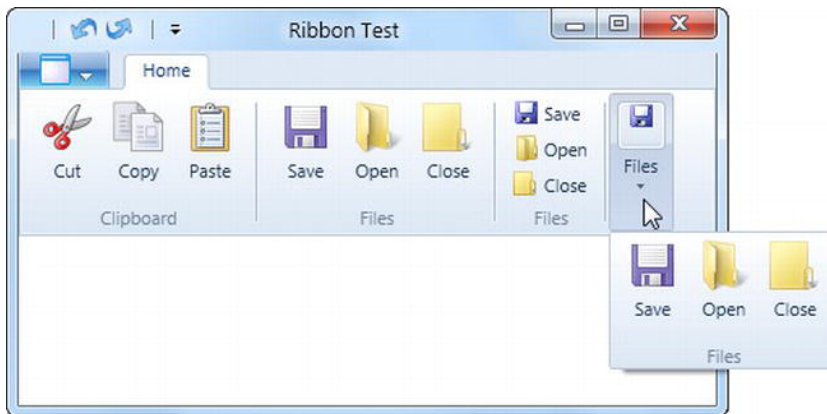 Ribbon Test
Home
Cut Copy Paste
Clipboard
Save Open Close
Files
Save
Open
Close
Files
Files
Save Open Close
Files